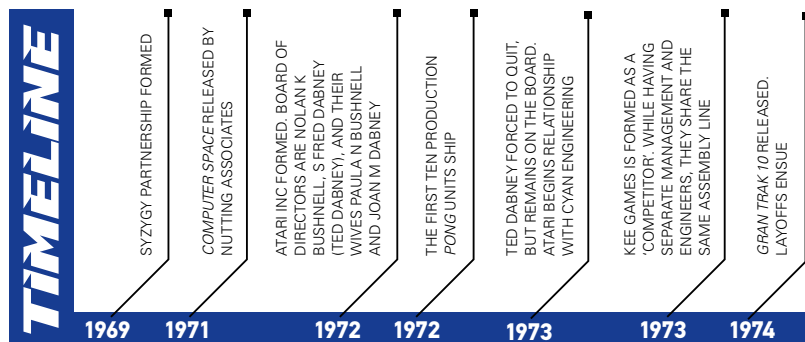 TIMELINE
SYZYGY PARTNERSHIP FORMED
1969
COMPUTER SPACE RELEASED BY
NUTTING ASSOCIATES
1971
ATARI INC FORMED. BOARD OF
DIRECTORS ARE NOLAN K
BUSHNELL, S FRED DABNEY
(TED DABNEY), AND THEIR
WIVES PAULA N BUSHNELL
AND JOAN M DABNEY
1972
THE FIRST TEN PRODUCTION
PONG UNITS SHIP
1972
TED DABNEY FORCED TO QUIT,
BUT REMAINS ON THE BOARD.
ATARI BEGINS RELATIONSHIP
WITH CYAN ENGINEERING
1973
KEE GAMES IS FORMED AS A
‘COMPETITOR’. WHILE HAVING
SEPARATE MANAGEMENT AND
ENGINEERS, THEY SHARE THE
SAME ASSEMBLY LINE
1973
GRAN TRAK 10 RELEASED.
LAYOFFS ENSUE
1974